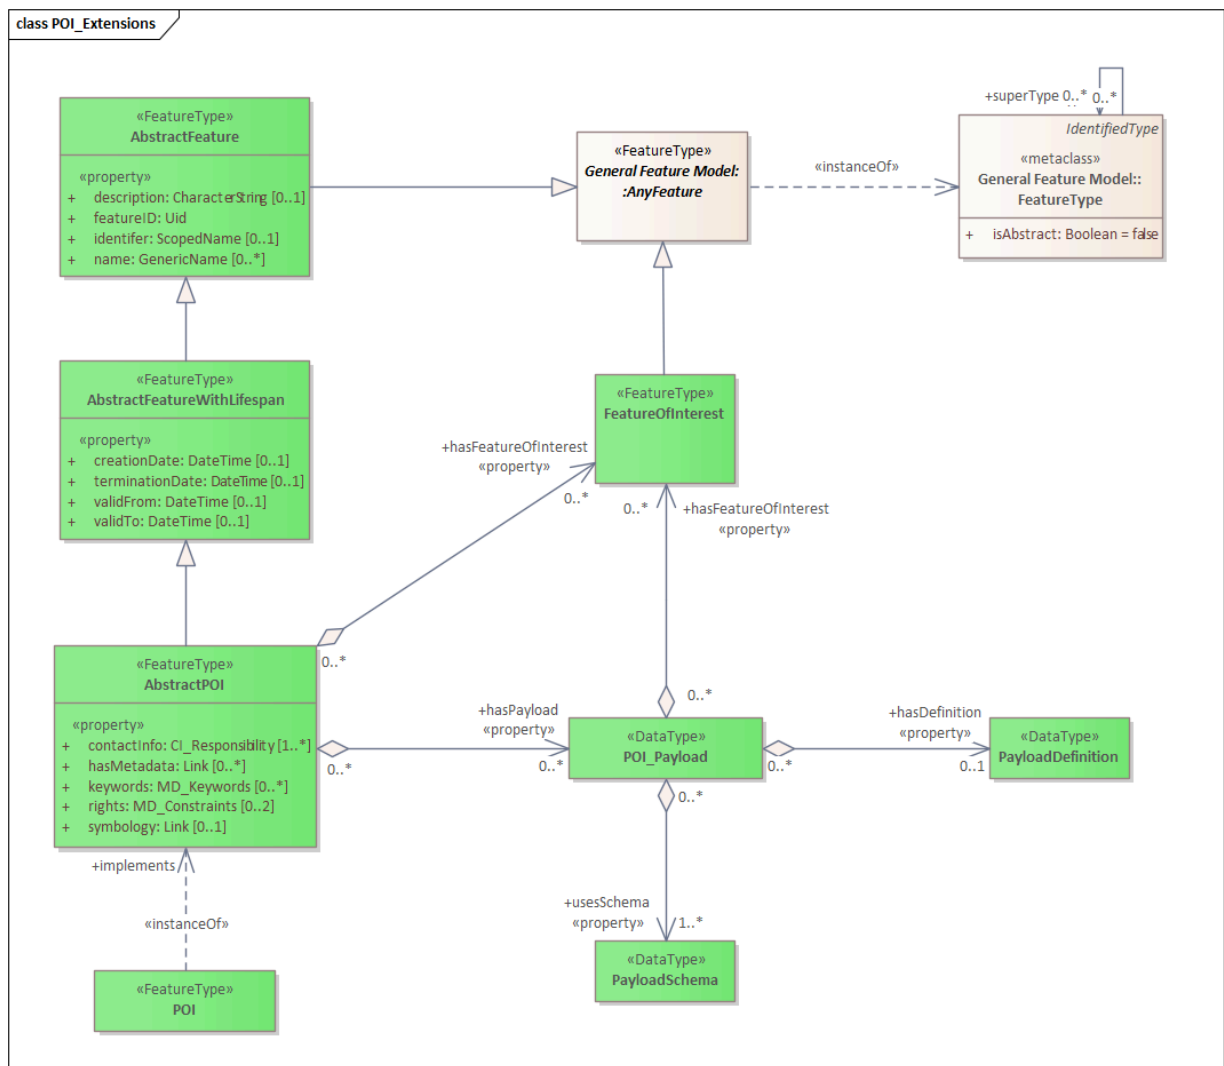 class POI_Extensions
«FeatureType»
AbstractFeature
«property»
+ description: CharacterString [0..1]
+ featureID: Uid
+ identifer: ScopedName [0..1]
+ name: GenericName [0..*]
«FeatureType»
General Feature Model:
:AnyFeature
«instanceOf»
+superType 0..* 0..*
IdentifiedType
«metaclass»
General Feature Model::
FeatureType
+ isAbstract: Boolean = false
«FeatureType»
AbstractFeatureWithLifespan
«property»
+ creationDate: DateTime [0..1]
+ terminationDate: DateTime [0..1]
+ validFrom: DateTime [0..1]
+ validTo: DateTime [0..1]
«FeatureType»
FeatureOfInterest
+hasFeatureOfInterest
«property»
0..*
0..*
+hasFeatureOfInterest
«property»
0..*
«FeatureType»
AbstractPOI
«property»
+ contactInfo: CI_Responsibility [1..*]
+ hasMetadata: Link [0..*]
+ keywords: MD_Keywords [0..*]
+ rights: MD_Constraints [0..2]
+ symbology: Link [0..1]
0..*
+hasPayload
«property»
0..*
0..*
«DataType»
POI_Payload
+hasDefinition
«property»
0..*
0..1
«DataType»
PayloadDefinition
0..*
+implements
«instanceOf»
+usesSchema
«property»
1..*
«DataType»
PayloadSchema
«FeatureType»
POI